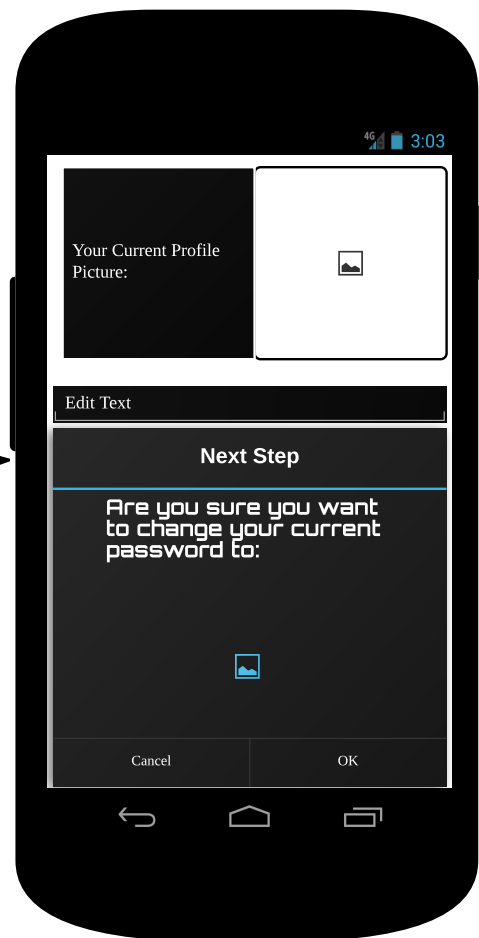 4G 3:03
Your Current Profile
Picture:
Edit Text
Next Step
Are you sure you want
to change your current
password to:
Cancel OK